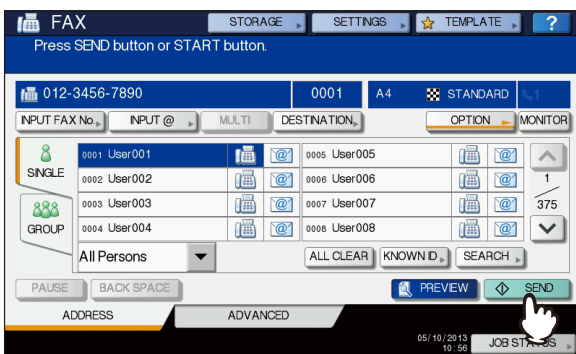 FAX STORAGE SETTINGS TEMPLATE ?
Press SEND button or START button.
012-3456-7890 0001 A4 STANDARD 1
INPUT FAX No. INPUT @ MULTI DESTINATION OPTION MONITOR
SINGLE
GROUP
0001 User001 @
0002 User002 @
0003 User003 @
0004 User004 @
0005 User005 @
0006 User006 @
0007 User007 @
0008 User008 @
1
375
All Persons ALL CLEAR KNOWN ID SEARCH
PAUSE BACK SPACE PREVIEW SEND
ADDRESS ADVANCED
05/10/2013
10:56
JOB STATUS